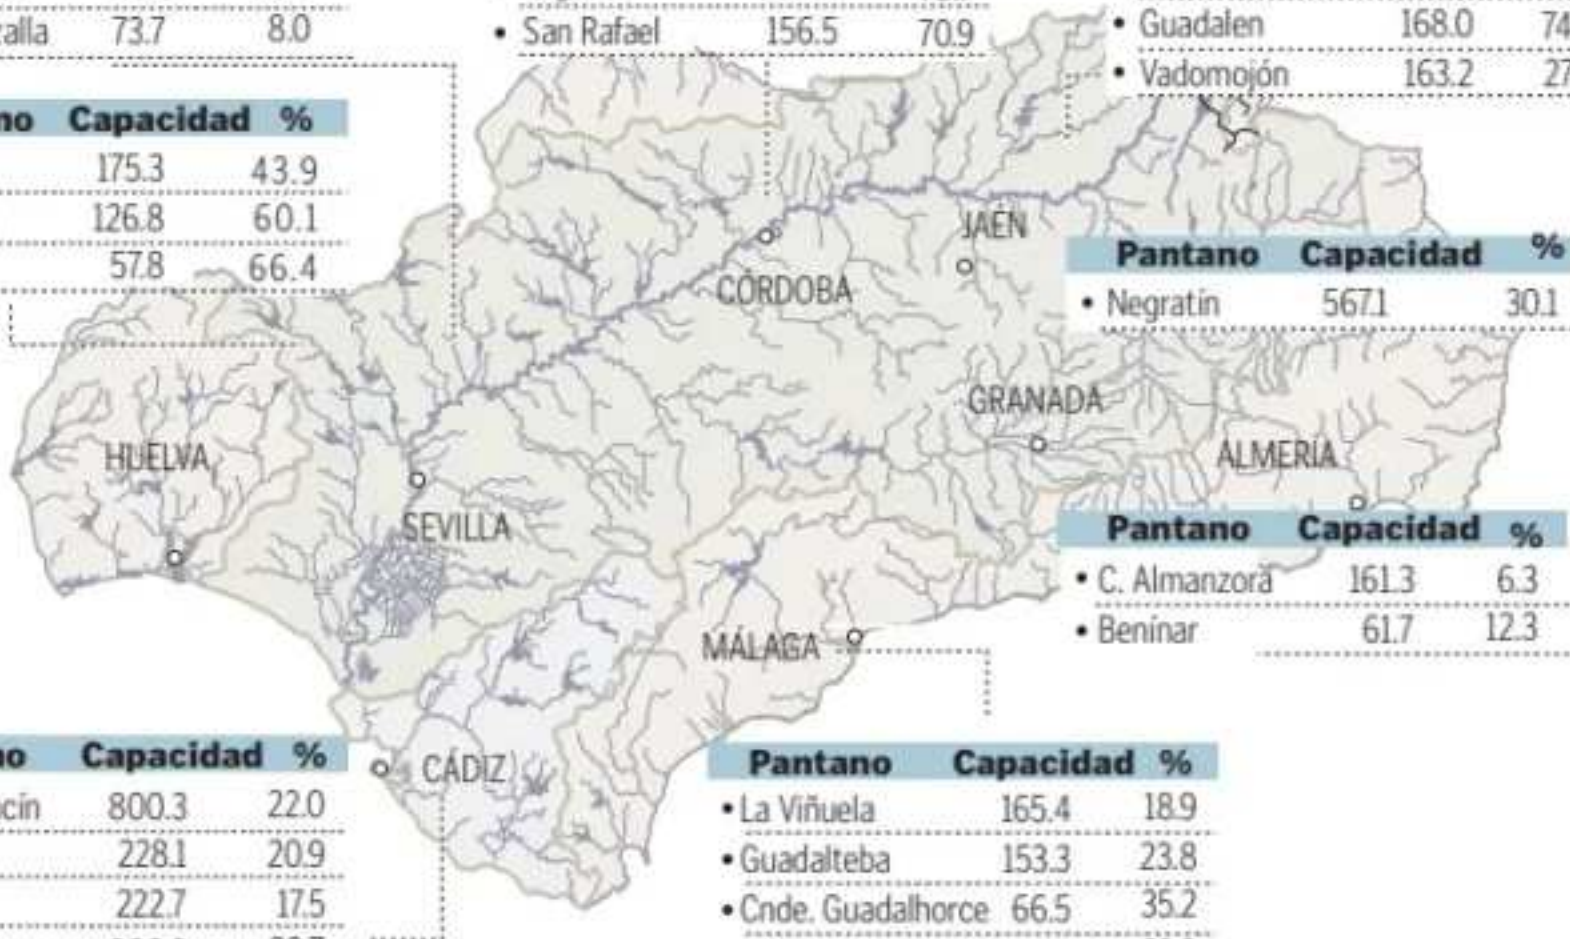 73.7 8.0
• San Rafael 156.5 70.9
• Guadalen 168.0 74
• Vadomojón 163.2 27
Capacidad %
175.3 43.9
126.8 60.1
57.8 66.4
JAÉN
CÓRDOBA
Pantano Capacidad %
• Negratín 567.1 30.1
GRANADA
HUELVA
ALMERÍA
SEVILLA
Pantano Capacidad %
• C. Almanzora 161.3 6.3
• Benínar 61.7 12.3
MÁLAGA
CÁDIZ
Capacidad %
800.3 22.0
228.1 20.9
222.7 17.5
Pantano Capacidad %
• La Viñuela 165.4 18.9
• Guadalteba 153.3 23.8
• Cnde. Guadalhorce 66.5 35.2